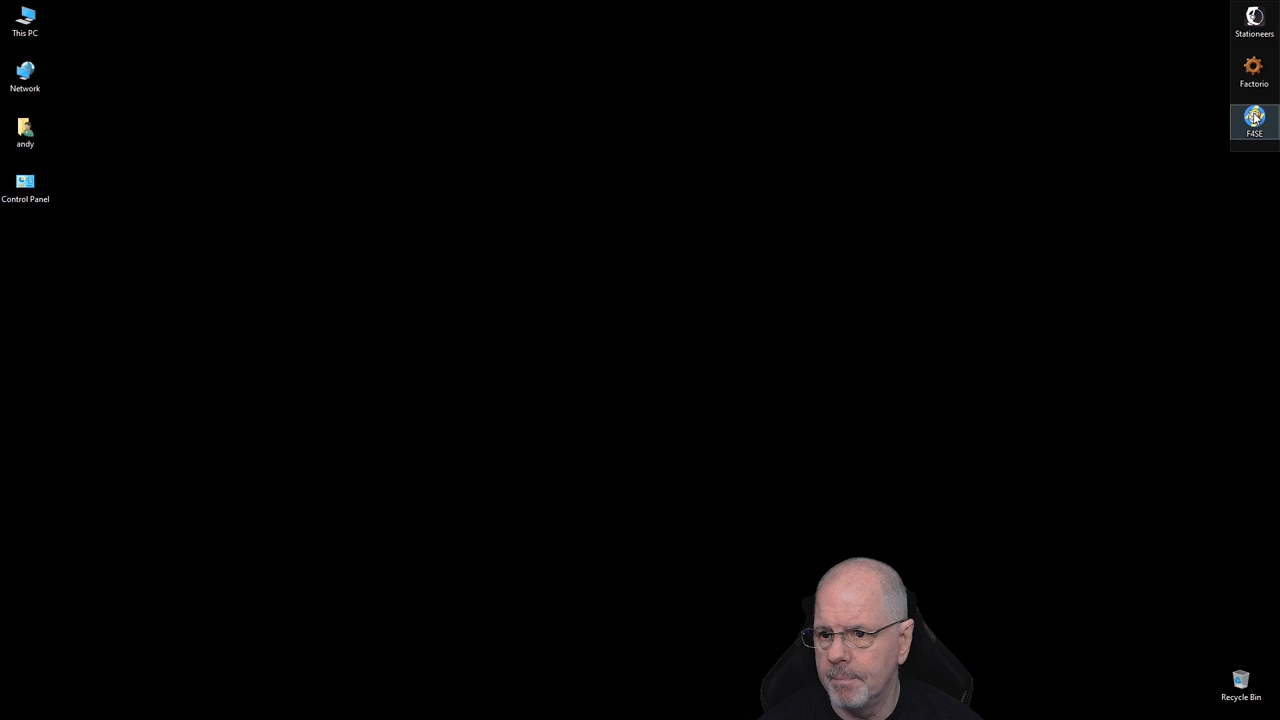 This PC
Network
andy
Control Panel
Stationeers
Factorio
F4SE
Recycle Bin